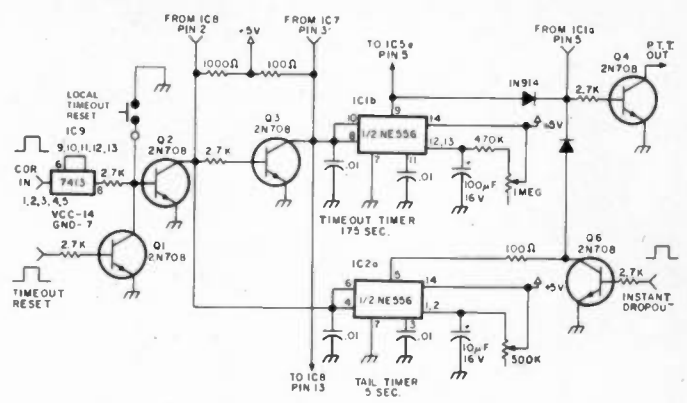 FROM IC8
PIN 2
+5V
FROM IC7
PIN 3
TO IC5e
PIN 5
FROM IC1a
PIN 5
Q4
2N708
P.T.T.
OUT
1000Ω
100Ω
IC1b
9
1N914
2.7K
LOCAL
TIMEOUT
RESET
IC9
9,10,11,12,13
6
Q2
2N708
Q3
2N708
10
8
1/2 NE556
14
12,13
+5V
470K
COR
IN
7413
8
2.7K
2.7K
7
11
.01
.01
100µF
16V
1MEG
1,2,3,4,5
VCC-14
GND-7
TIMEOUT TIMER
175 SEC.
Q1
2N708
2.7K
TIMEOUT
RESET
IC2a
5
100Ω
Q6
2N708
6
4
1/2 NE556
14
1,2
+5V
2.7K
INSTANT
DROPOU
7
3
.01
.01
10µF
16V
500K
TO IC8
PIN 13
TAIL TIMER
5 SEC.